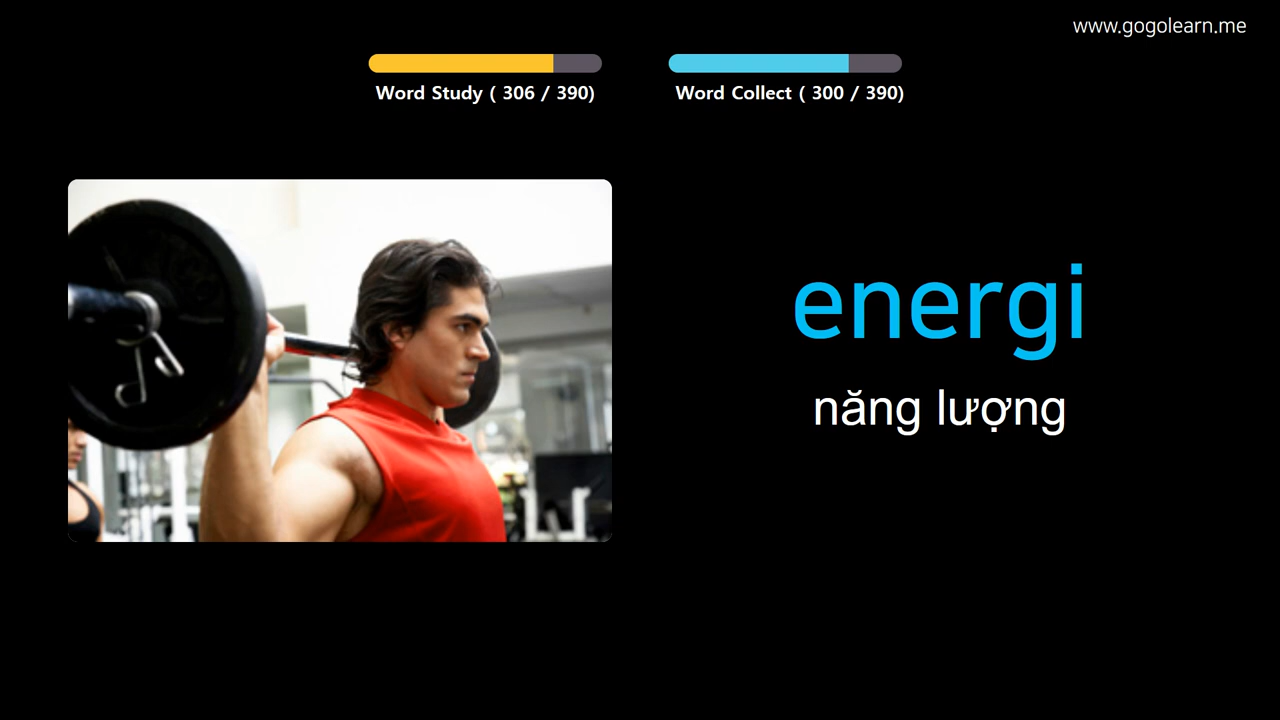 www.gogolearn.me
Word Study ( 306 / 390)
Word Collect ( 300 / 390)
energi
năng lượng